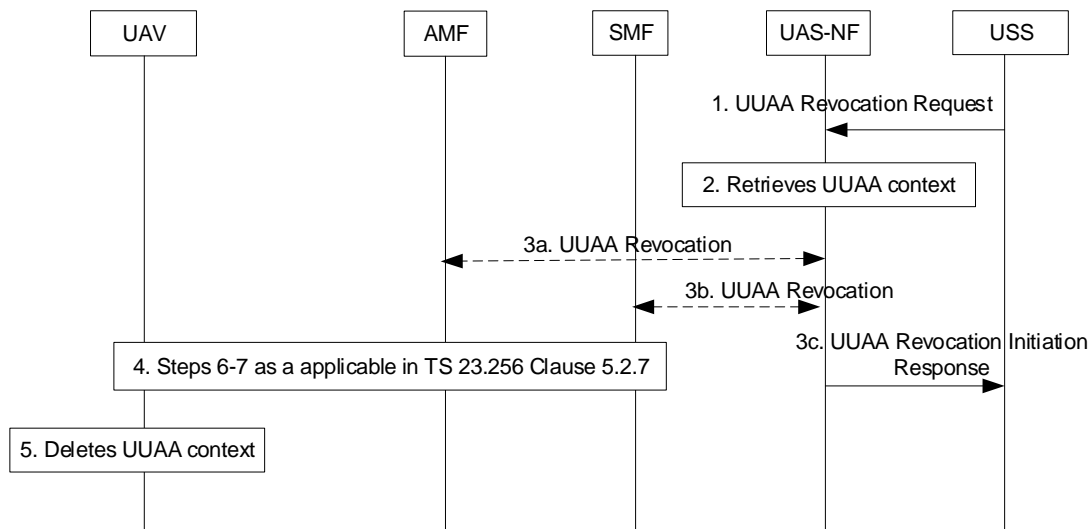 UAV
AMF
SMF
UAS-NF
USS
1. UUAA Revocation Request
2. Retrieves UUAA context
3a. UUAA Revocation
3b. UUAA Revocation
3c. UUAA Revocation Initiation
Response
4. Steps 6-7 as a applicable in TS 23.256 Clause 5.2.7
5. Deletes UUAA context